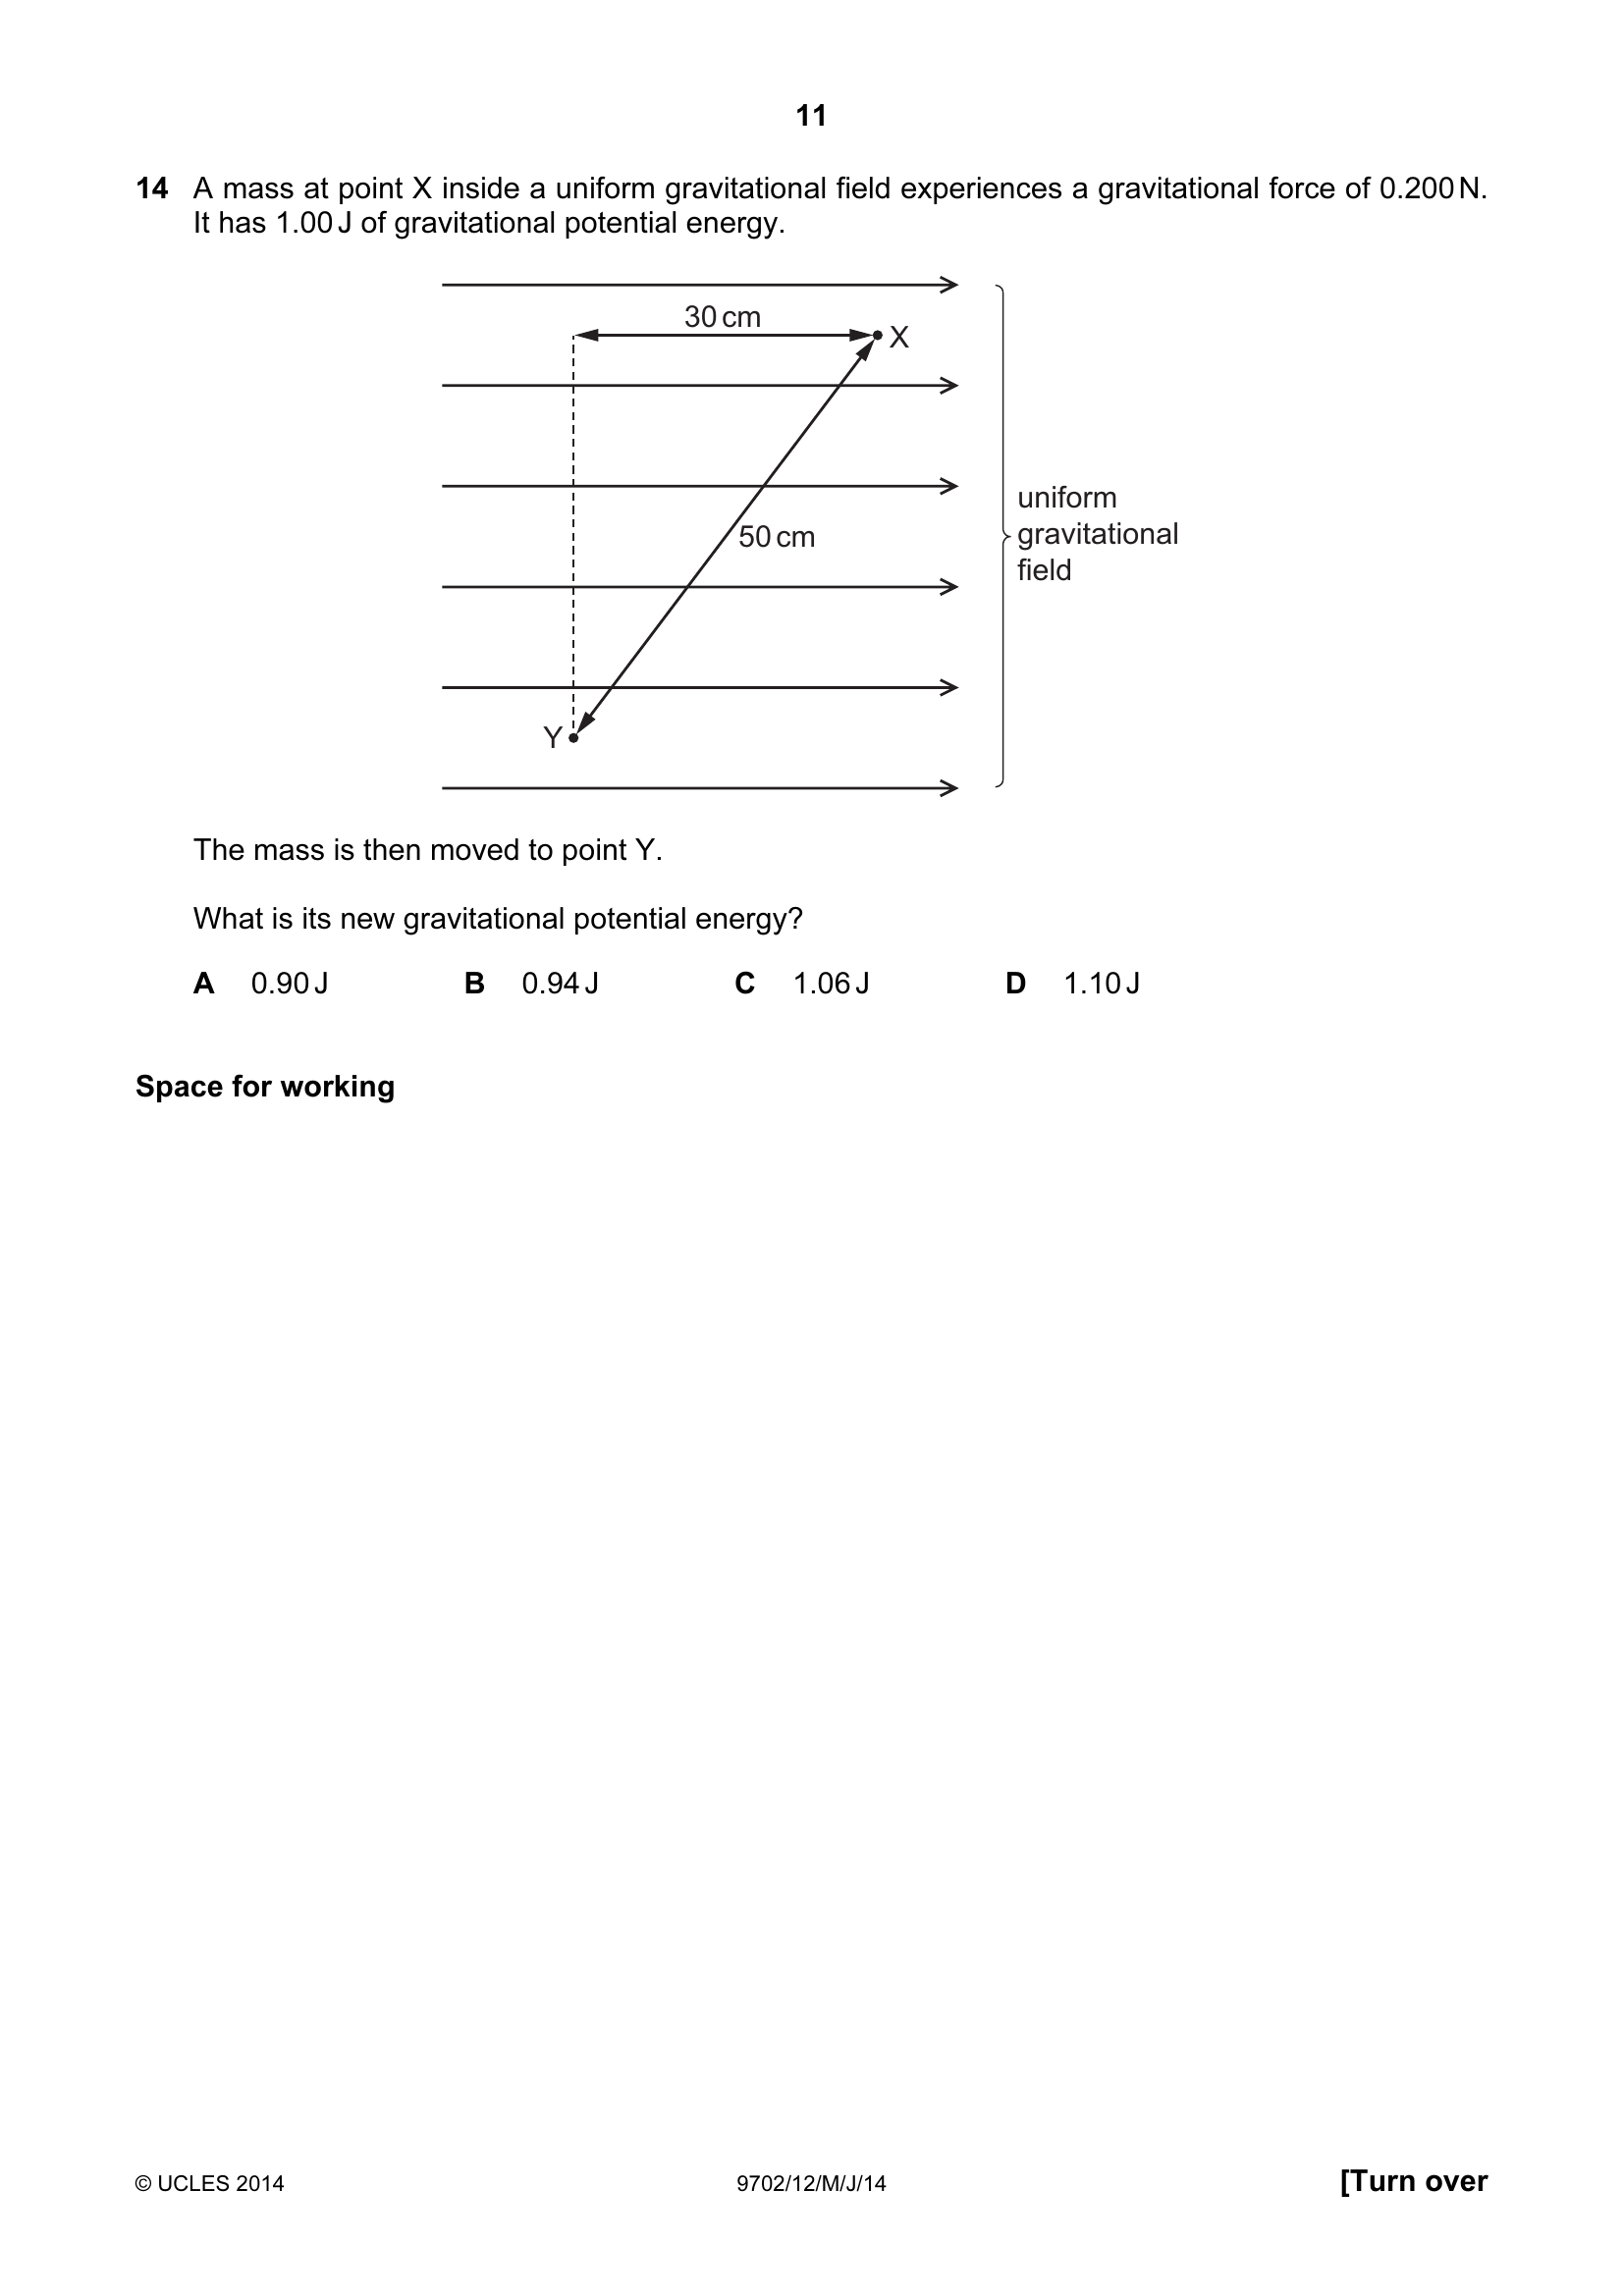 11
14 A mass at point X inside a uniform gravitational field experiences a gravitational force of 0.200 N.
It has 1.00 J of gravitational potential energy.
30 cm
X
50 cm
uniform
gravitational
field
Y
The mass is then moved to point Y.
What is its new gravitational potential energy?
A 0.90 J B 0.94 J C 1.06 J D 1.10 J
Space for working
© UCLES 2014 9702/12/M/J/14 [Turn over